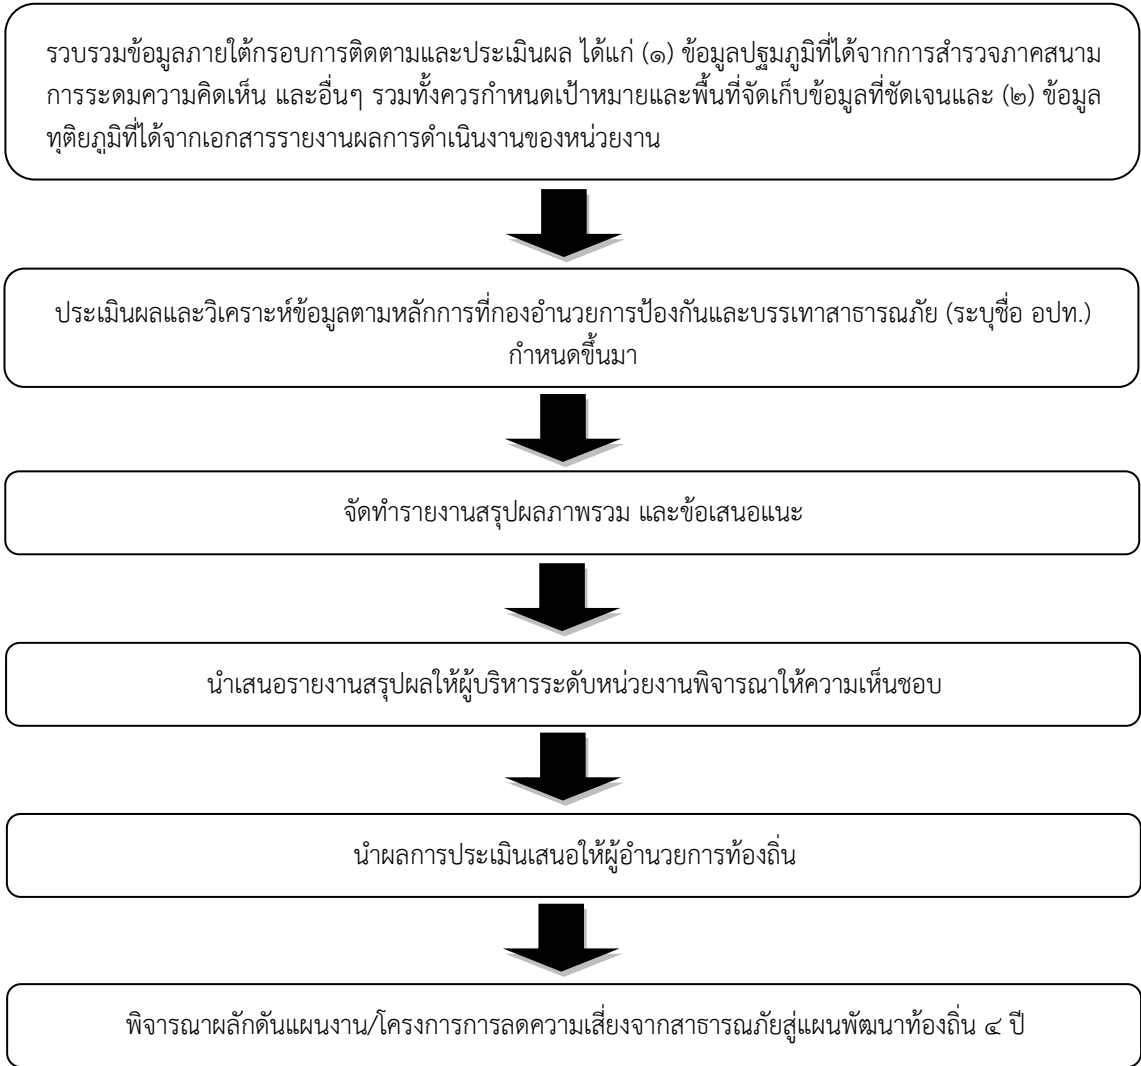 รวบรวมข้อมูลภายใต้กรอบการติดตามและประเมินผล ได้แก่ (๑) ข้อมูลปฐมภูมิที่ได้จากการสำรวจภาคสนาม
การระดมความคิดเห็น และอื่นๆ รวมทั้งควรกำหนดเป้าหมายและพื้นที่จัดเก็บข้อมูลที่ชัดเจนและ (๒) ข้อมูล
ทุติยภูมิที่ได้จากเอกสารรายงานผลการดำเนินงานของหน่วยงาน
ประเมินผลและวิเคราะห์ข้อมูลตามหลักการที่กองอำนวยการป้องกันและบรรเทาสาธารณภัย (ระบุชื่อ อปท.)
กำหนดขึ้นมา
จัดทำรายงานสรุปผลภาพรวม และข้อเสนอแนะ
นำเสนอรายงานสรุปผลให้ผู้บริหารระดับหน่วยงานพิจารณาให้ความเห็นชอบ
นำผลการประเมินเสนอให้ผู้อำนวยการท้องถิ่น
พิจารณาผลักดันแผนงาน/โครงการการลดความเสี่ยงจากสาธารณภัยสู่แผนพัฒนาท้องถิ่น ๔ ปี